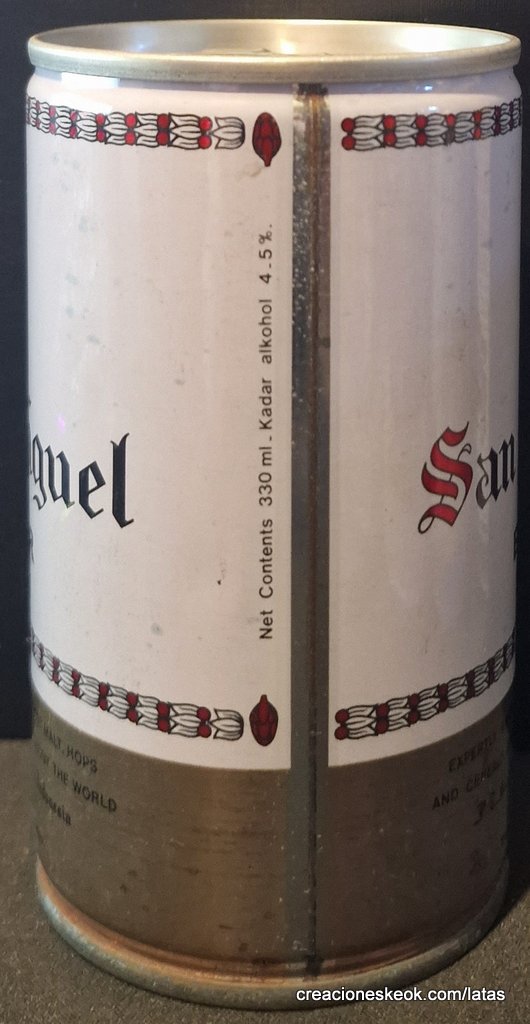 Net Contents 330 ml. Kadar alkohol 4.5%.
guel
San
MALT, HOPS
THE WORLD
EXPERTLY
AND CEREAL
creacioneskeok.com/latas